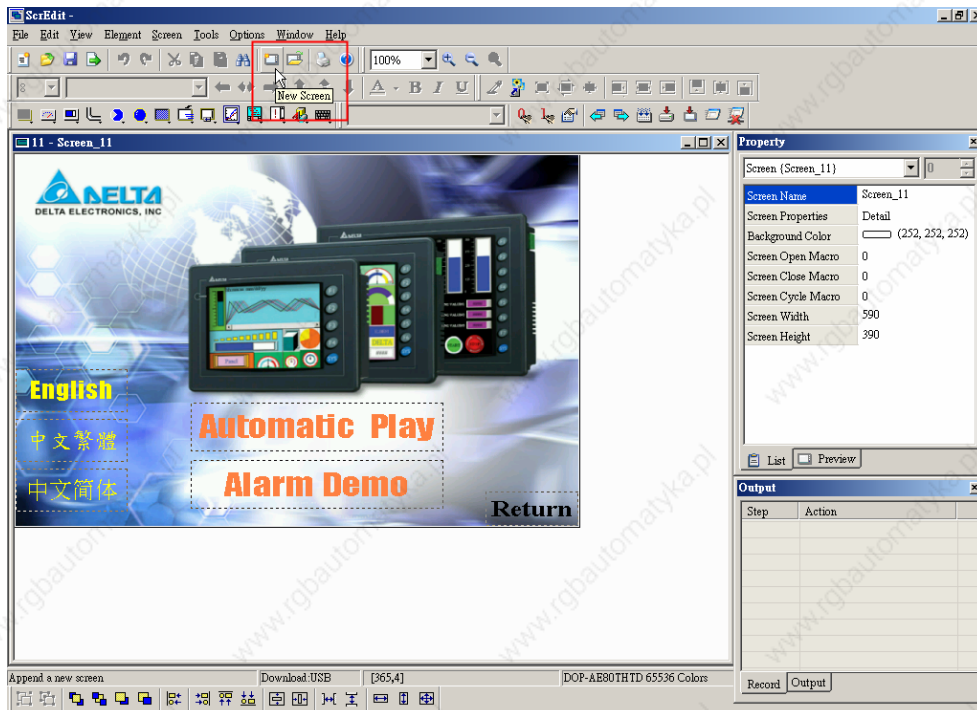 ScrEdit -
File Edit View Element Screen Tools Options Window Help
100%
8
A B I U
New Screen
11 - Screen_11
DELTA
DELTA ELECTRONICS, INC
English
中文繁體
中文简体
Automatic Play
Alarm Demo
Return
Property
Screen {Screen_11} 0
Screen Name Screen_11
Screen Properties Detail
Background Color (252, 252, 252)
Screen Open Macro 0
Screen Close Macro 0
Screen Cycle Macro 0
Screen Width 590
Screen Height 390
List Preview
Output
Step Action
Record Output
Append a new screen Download:USB [365,4] DOP-AE80THTD 65536 Colors
www.rgbautomatyka.pl